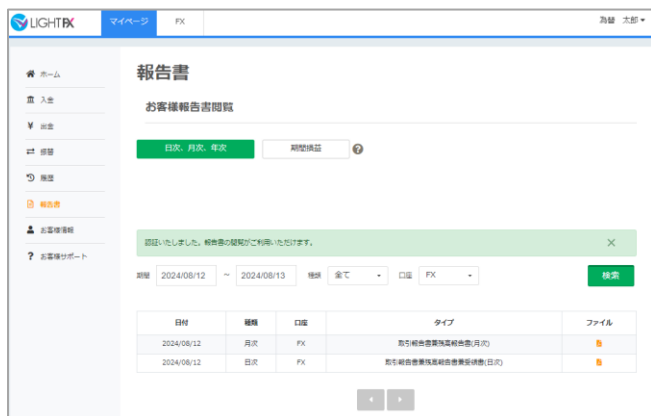 LIGHT FX
マイページ
FX
為替 太郎
ホーム
入金
出金
振替
履歴
報告書
お客様情報
お客様サポート
報告書
お客様報告書閲覧
日次、月次、年次
期間損益
認証いたしました。報告書の閲覧がご利用いただけます。
期間 2024/08/12 ~ 2024/08/13 種類 全て 口座 FX 検索
日付 種類 口座 タイプ ファイル
2024/08/12 月次 FX 取引報告書兼残高報告書(月次)
2024/08/12 日次 FX 取引報告書兼残高報告書兼受領書(日次)